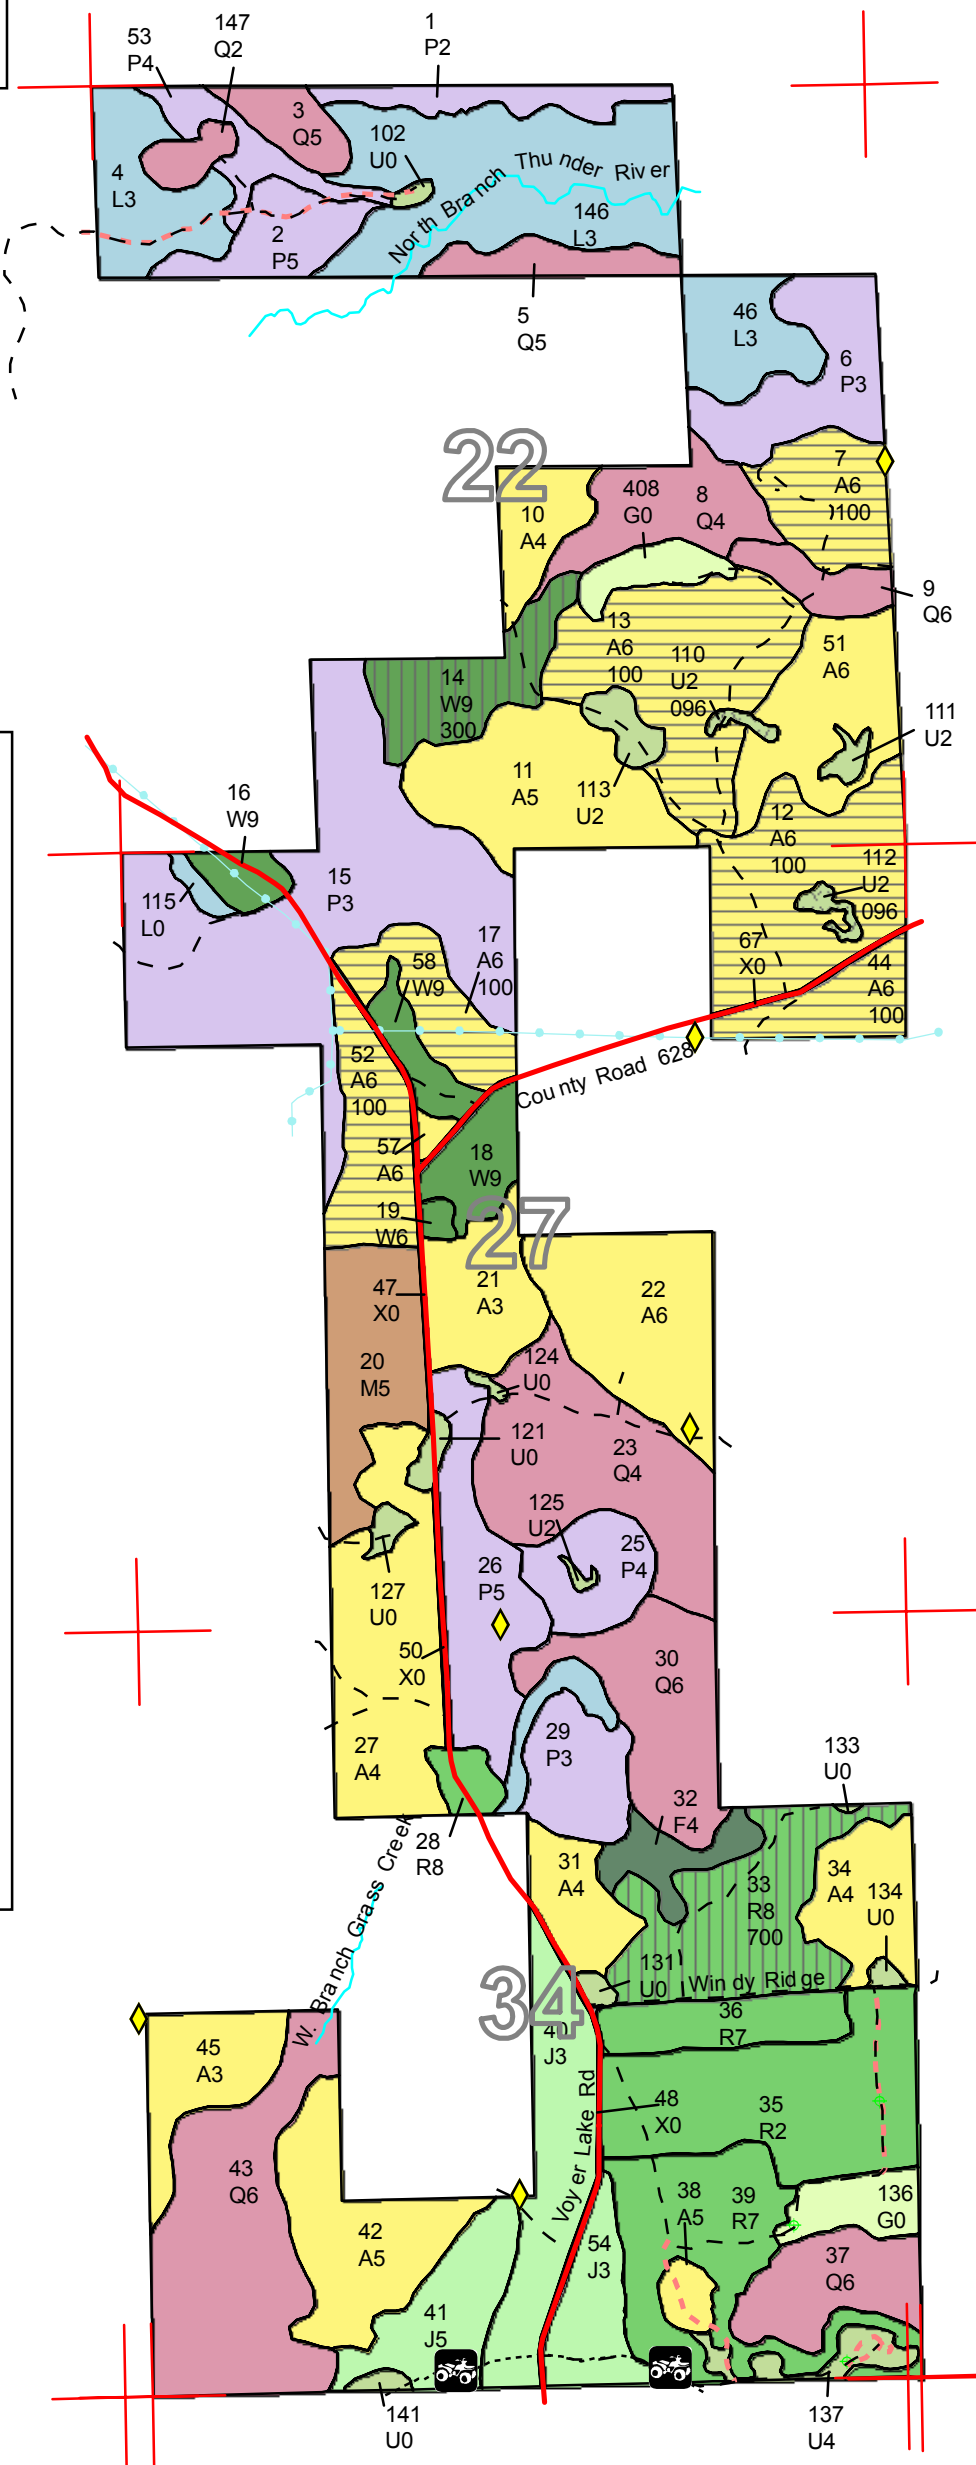 53
P4
147
Q2
1
P2
3
Q5
102
U0
4
L3
North Branch Thunder River
146
L3
2
P5
5
Q5
46
L3
6
P3
22
7
A6
100
10
A4
408
G0
8
Q4
9
Q6
13
A6
100
110
U2
096
51
A6
14
W9
300
111
U2
11
A5
113
U2
16
W9
12
A6
100
112
U2
096
15
P3
115
L0
17
A6
100
58
W9
67
X0
44
A6
100
52
A6
100
County Road 628
57
A6
18
W9
19
W6
27
47
X0
21
A3
22
A6
20
M5
124
U0
121
U0
23
Q4
125
U2
25
P4
26
P5
127
U0
50
X0
30
Q6
27
A4
29
P3
133
U0
32
F4
28
R8
31
A4
33
R8
700
34
A4
134
U0
W. Branch Grass Creek
131
U0
Windy Ridge
34
36
R7
40
J3
45
A3
48
X0
35
R2
Voyer Lake Rd
43
Q6
38
A5
39
R7
136
G0
42
A5
54
J3
37
Q6
41
J5
141
U0
137
U4